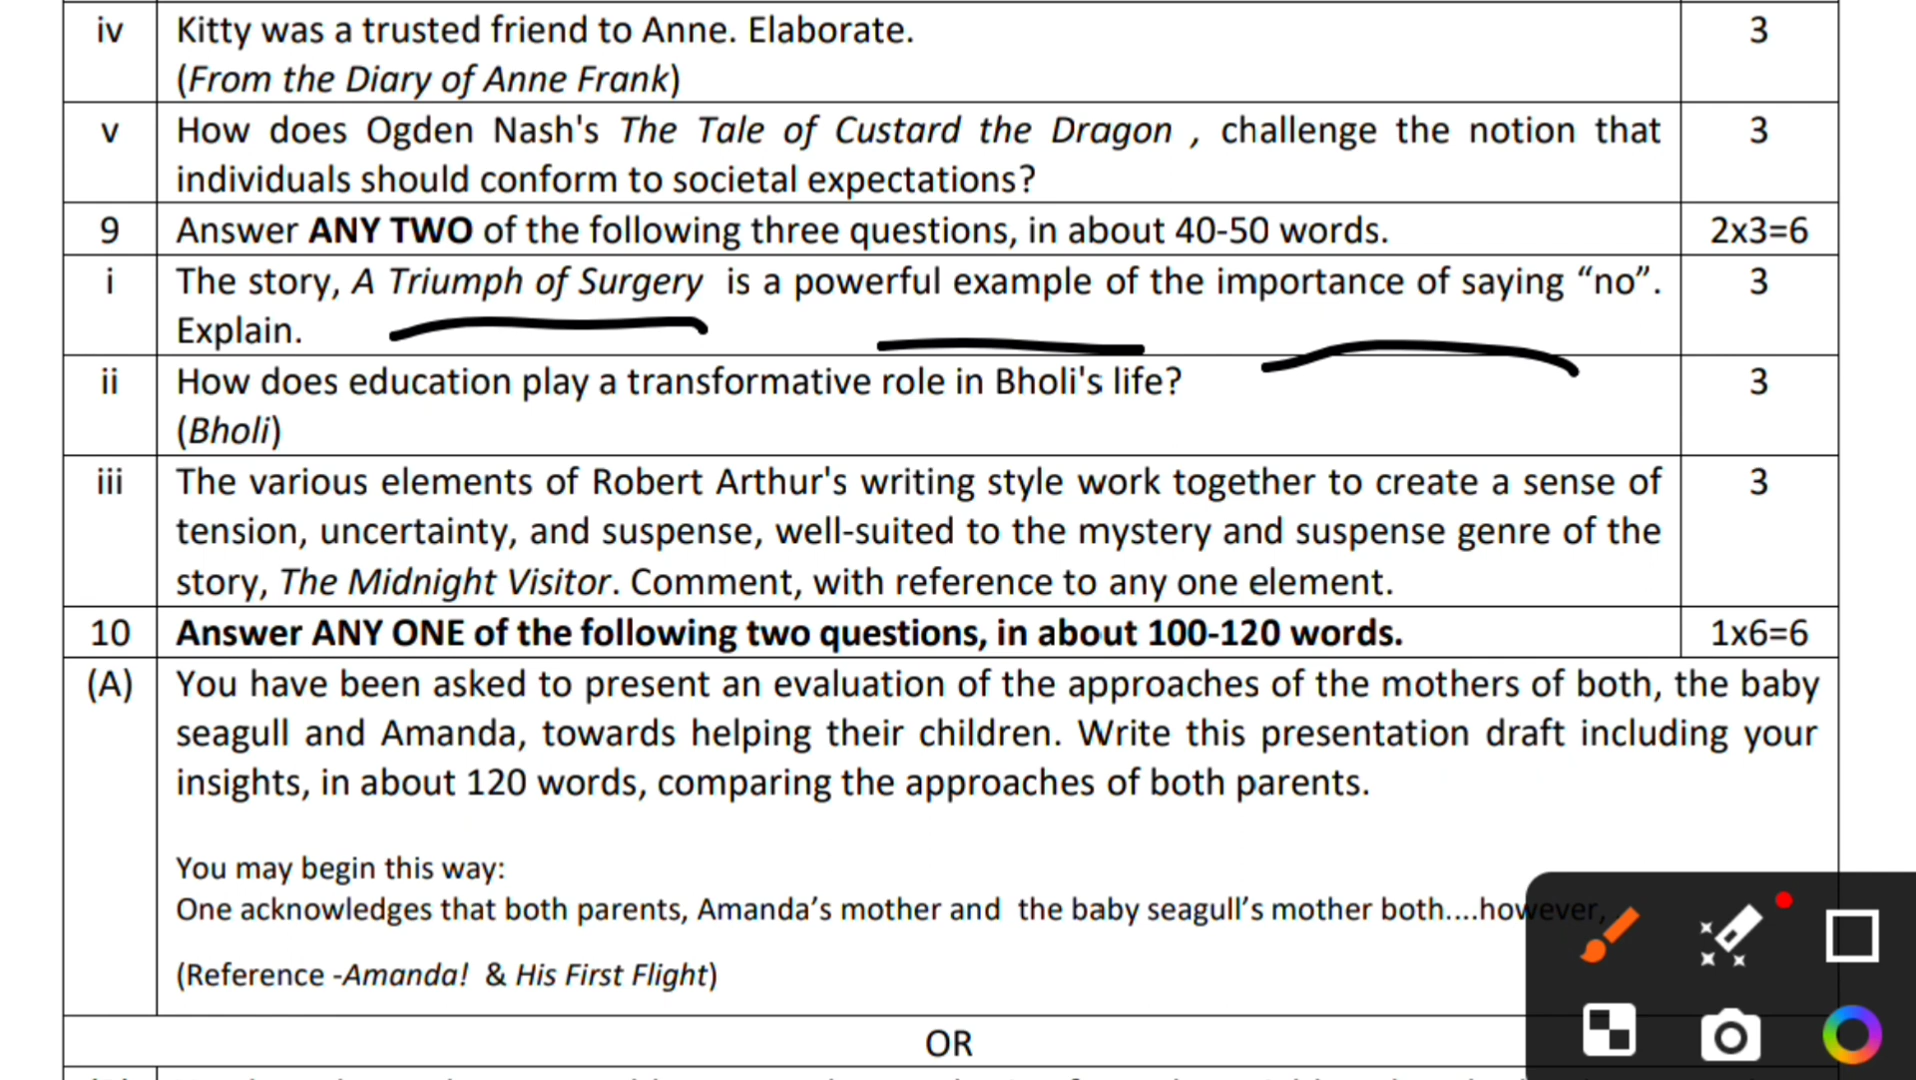 iv Kitty was a trusted friend to Anne. Elaborate. 3
(From the Diary of Anne Frank)
v How does Ogden Nash's The Tale of Custard the Dragon , challenge the notion that 3
individuals should conform to societal expectations?
9 Answer ANY TWO of the following three questions, in about 40-50 words. 2x3=6
i The story, A Triumph of Surgery is a powerful example of the importance of saying “no”. 3
Explain.
ii How does education play a transformative role in Bholi's life? 3
(Bholi)
iii The various elements of Robert Arthur's writing style work together to create a sense of 3
tension, uncertainty, and suspense, well-suited to the mystery and suspense genre of the
story, The Midnight Visitor. Comment, with reference to any one element.
10 Answer ANY ONE of the following two questions, in about 100-120 words. 1x6=6
(A) You have been asked to present an evaluation of the approaches of the mothers of both, the baby
seagull and Amanda, towards helping their children. Write this presentation draft including your
insights, in about 120 words, comparing the approaches of both parents.
You may begin this way:
One acknowledges that both parents, Amanda’s mother and the baby seagull’s mother both....however,
(Reference -Amanda! & His First Flight)
OR